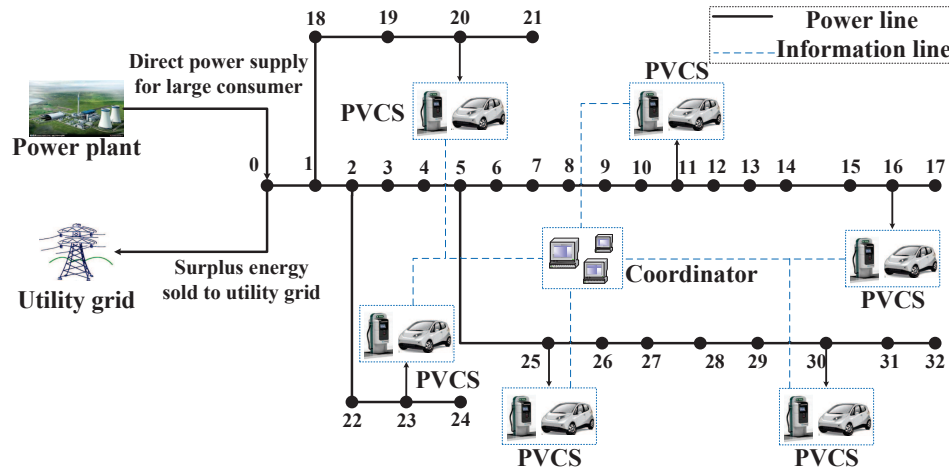 18 19 20 21
Power line
Information line
Direct power supply
for large consumer
PVCS
PVCS
Power plant
0 1 2 3 4 5 6 7 8 9 10 11 12 13 14 15 16 17
Utility grid
Surplus energy
sold to utility grid
Coordinator
PVCS
PVCS
25 26 27 28 29 30 31 32
22 23 24
PVCS
PVCS